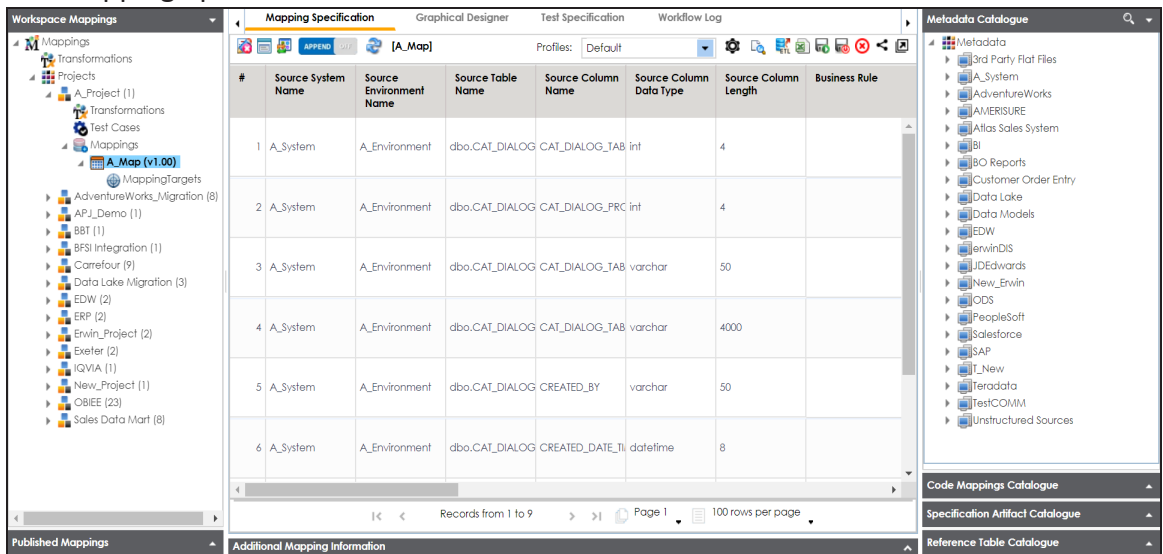 Workspace Mappings
Mappings
Transformations
Projects
A_Project (1)
Transformations
Test Cases
Mappings
A_Map (v1.00)
MappingTargets
AdventureWorks_Migration (8)
APJ_Demo (1)
BBT (1)
BFSI Integration (1)
Carrefour (9)
Data Lake Migration (3)
EDW (2)
ERP (2)
Erwin_Project (2)
Exeter (2)
IQVIA (1)
New_Project (1)
OBIEE (23)
Sales Data Mart (8)
Published Mappings
Mapping Specification Graphical Designer Test Specification Workflow Log
APPEND OFF [A_Map] Profiles: Default
# Source System Name Source Environment Name Source Table Name Source Column Name Source Column Data Type Source Column Length Business Rule
1 A_System A_Environment dbo.CAT_DIALOG CAT_DIALOG_TAB int 4
2 A_System A_Environment dbo.CAT_DIALOG CAT_DIALOG_PRO int 4
3 A_System A_Environment dbo.CAT_DIALOG CAT_DIALOG_TAB varchar 50
4 A_System A_Environment dbo.CAT_DIALOG CAT_DIALOG_TAB varchar 4000
5 A_System A_Environment dbo.CAT_DIALOG CREATED_BY varchar 50
6 A_System A_Environment dbo.CAT_DIALOG CREATED_DATE_TI datetime 8
Records from 1 to 9 Page 1 100 rows per page
Additional Mapping Information
Metadata Catalogue
Metadata
3rd Party Flat Files
A_System
AdventureWorks
AMERISURE
Atlas Sales System
BI
BO Reports
Customer Order Entry
Data Lake
Data Models
EDW
erwinDIS
JDEdwards
New_Erwin
ODS
PeopleSoft
Salesforce
SAP
T_New
Teradata
TestCOMM
Unstructured Sources
Code Mappings Catalogue
Specification Artifact Catalogue
Reference Table Catalogue